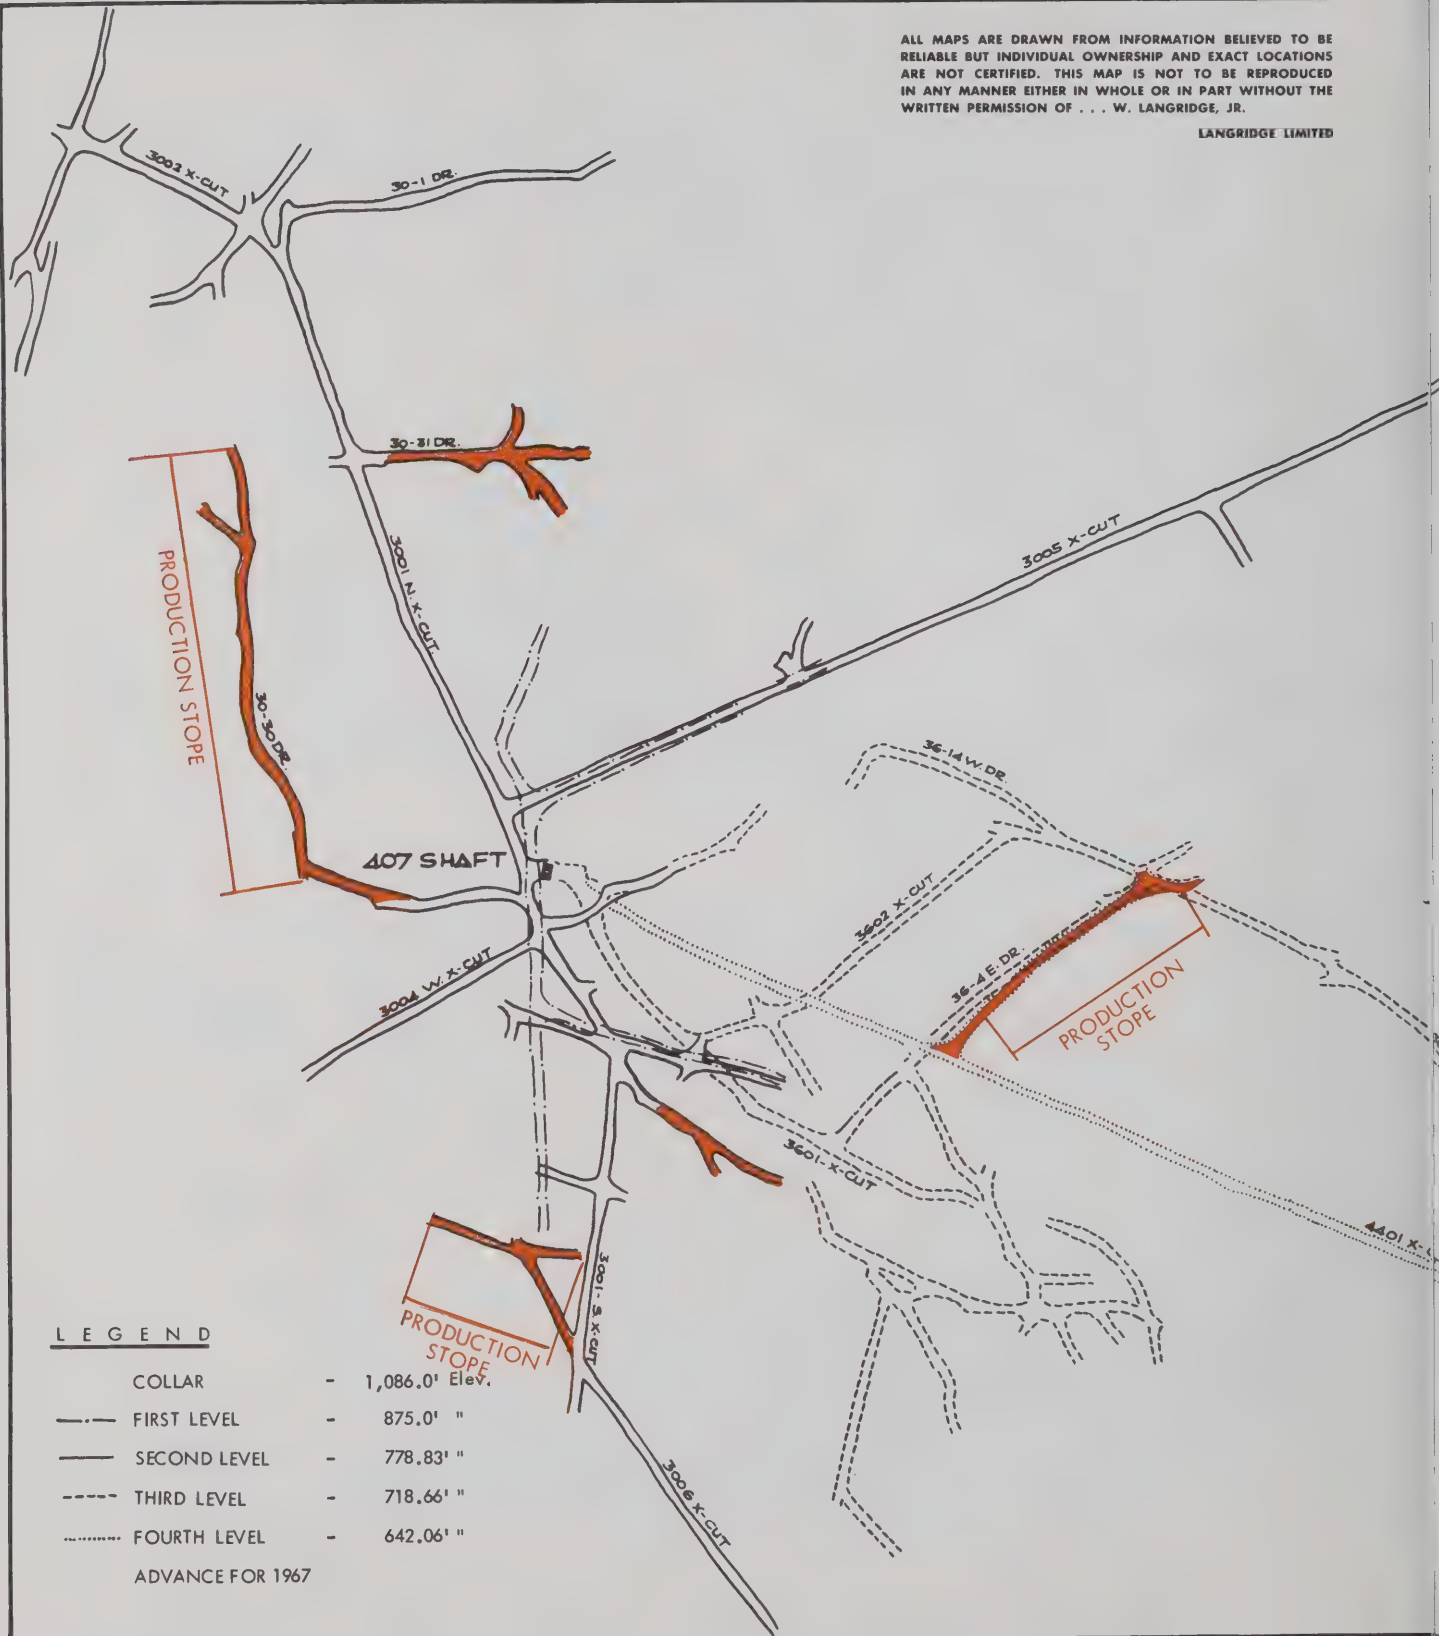 ALL MAPS ARE DRAWN FROM INFORMATION BELIEVED TO BE
RELIABLE BUT INDIVIDUAL OWNERSHIP AND EXACT LOCATIONS
ARE NOT CERTIFIED. THIS MAP IS NOT TO BE REPRODUCED
IN ANY MANNER EITHER IN WHOLE OR IN PART WITHOUT THE
WRITTEN PERMISSION OF . . . W. LANGRIDGE, JR.
LANGRIDGE LIMITED
3002 X-CUT
30-1 DR.
30-31 DR.
3005 X-CUT
3001 N. X-CUT.
PRODUCTION STOPE
30-30 DR.
36-14 W. DR.
407 SHAFT
3602 X-CUT
3004 W. X-CUT
36-4 E. DR.
PRODUCTION
STOPE
3601-X-CUT
4401 X-
3001-S. X-CUT
PRODUCTION
STOPE
3006 X-CUT
LEGEND
COLLAR - 1,086.0' Elev.
FIRST LEVEL - 875.0' "
SECOND LEVEL - 778.83' "
THIRD LEVEL - 718.66' "
FOURTH LEVEL - 642.06' "
ADVANCE FOR 1967